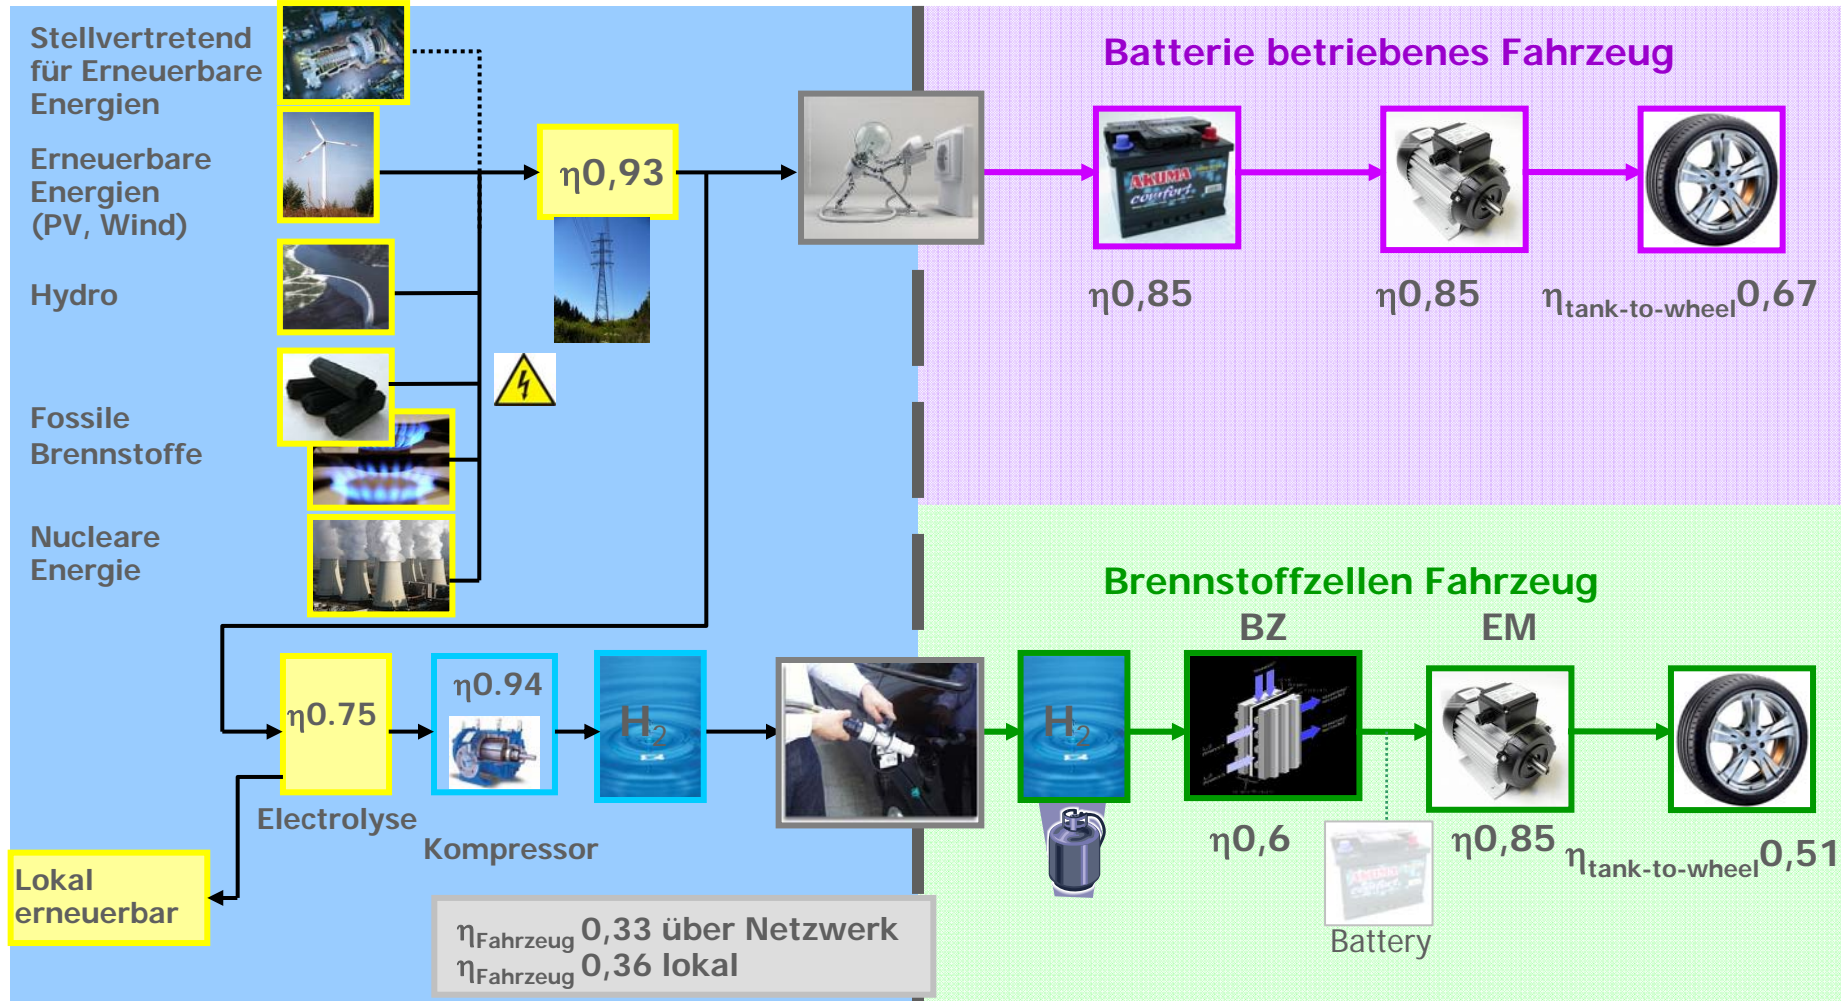 Stellvertretend
für Erneuerbare
Energien
Erneuerbare
Energien
(PV, Wind)
Hydro
Fossile
Brennstoffe
Nucleare
Energie
η0,93
Batterie betriebenes Fahrzeug
AKUMA
comfort
η0,85
η0,85
ηtank-to-wheel0,67
Brennstoffzellen Fahrzeug
BZ
EM
η0.75
η0.94
H2
H2
Electrolyse
Kompressor
η0,6
η0,85
ηtank-to-wheel0,51
Battery
Lokal
erneuerbar
ηFahrzeug 0,33 über Netzwerk
ηFahrzeug 0,36 lokal